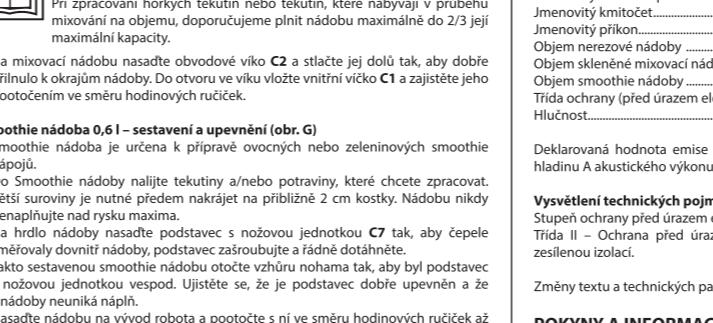 Při zpracování horkých tekutin nebo tekutin, které nabývají v průběhu
mixování na objemu, doporučujeme plnit nádobu maximálně do 2/3 její
maximální kapacity.
a mixovací nádobu nasaďte obvodové víko C2 a stlačte jej dolů tak, aby dobře
řilnulo k okrajům nádoby. Do otvoru ve víku vložte vnitřní víčko C1 a zajistěte jeho
ootočením ve směru hodinových ručiček.
oothie nádoba 0,6 l – sestavení a upevnění (obr. G)
moothie nádoba je určena k přípravě ovocných nebo zeleninových smoothie
ápojů.
o Smoothie nádoby nalijte tekutiny a/nebo potraviny, které chcete zpracovat.
ětší suroviny je nutné předem nakrájet na přibližně 2 cm kostky. Nádobu nikdy
enaplňujte nad rysku maxima.
a hrdlo nádoby nasaďte podstavec s nožovou jednotkou C7 tak, aby čepele
měřovaly dovnitř nádoby, podstavec zašroubujte a řádně dotáhněte.
akto sestavenou smoothie nádobu otočte vzhůru nohama tak, aby byl podstavec
nožovou jednotkou vespod. Ujistěte se, že je podstavec dobře upevněn a že
nádoby neuniká náplň.
asaďte nádobu na vývod robota a pootočte s ní ve směru hodinových ručiček až
Jmenovitý kmitočet
Jmenovitý příkon
Objem nerezové nádoby
Objem skleněné mixovací nád
Objem smoothie nádoby
Třída ochrany (před úrazem ele
Hlučnost
Deklarovaná hodnota emise
hladinu A akustického výkonu
Vysvětlení technických pojm
Stupeň ochrany před úrazem e
Třída II – Ochrana před úraz
zesílenou izolací.
Změny textu a technických pa
POKYNY A INFORMAC